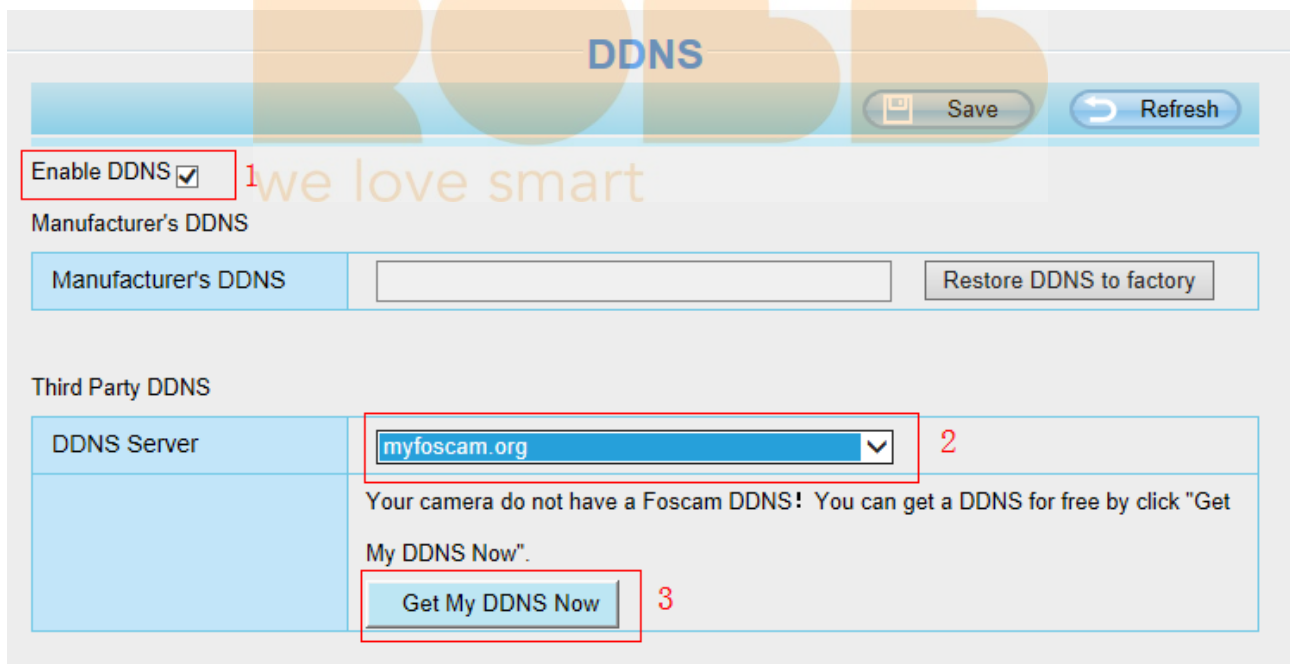 DDNS
Save Refresh
Enable DDNS 1
we love smart
Manufacturer's DDNS
Manufacturer's DDNS Restore DDNS to factory
Third Party DDNS
DDNS Server myfoscam.org 2
Your camera do not have a Foscam DDNS! You can get a DDNS for free by click "Get
My DDNS Now".
Get My DDNS Now 3